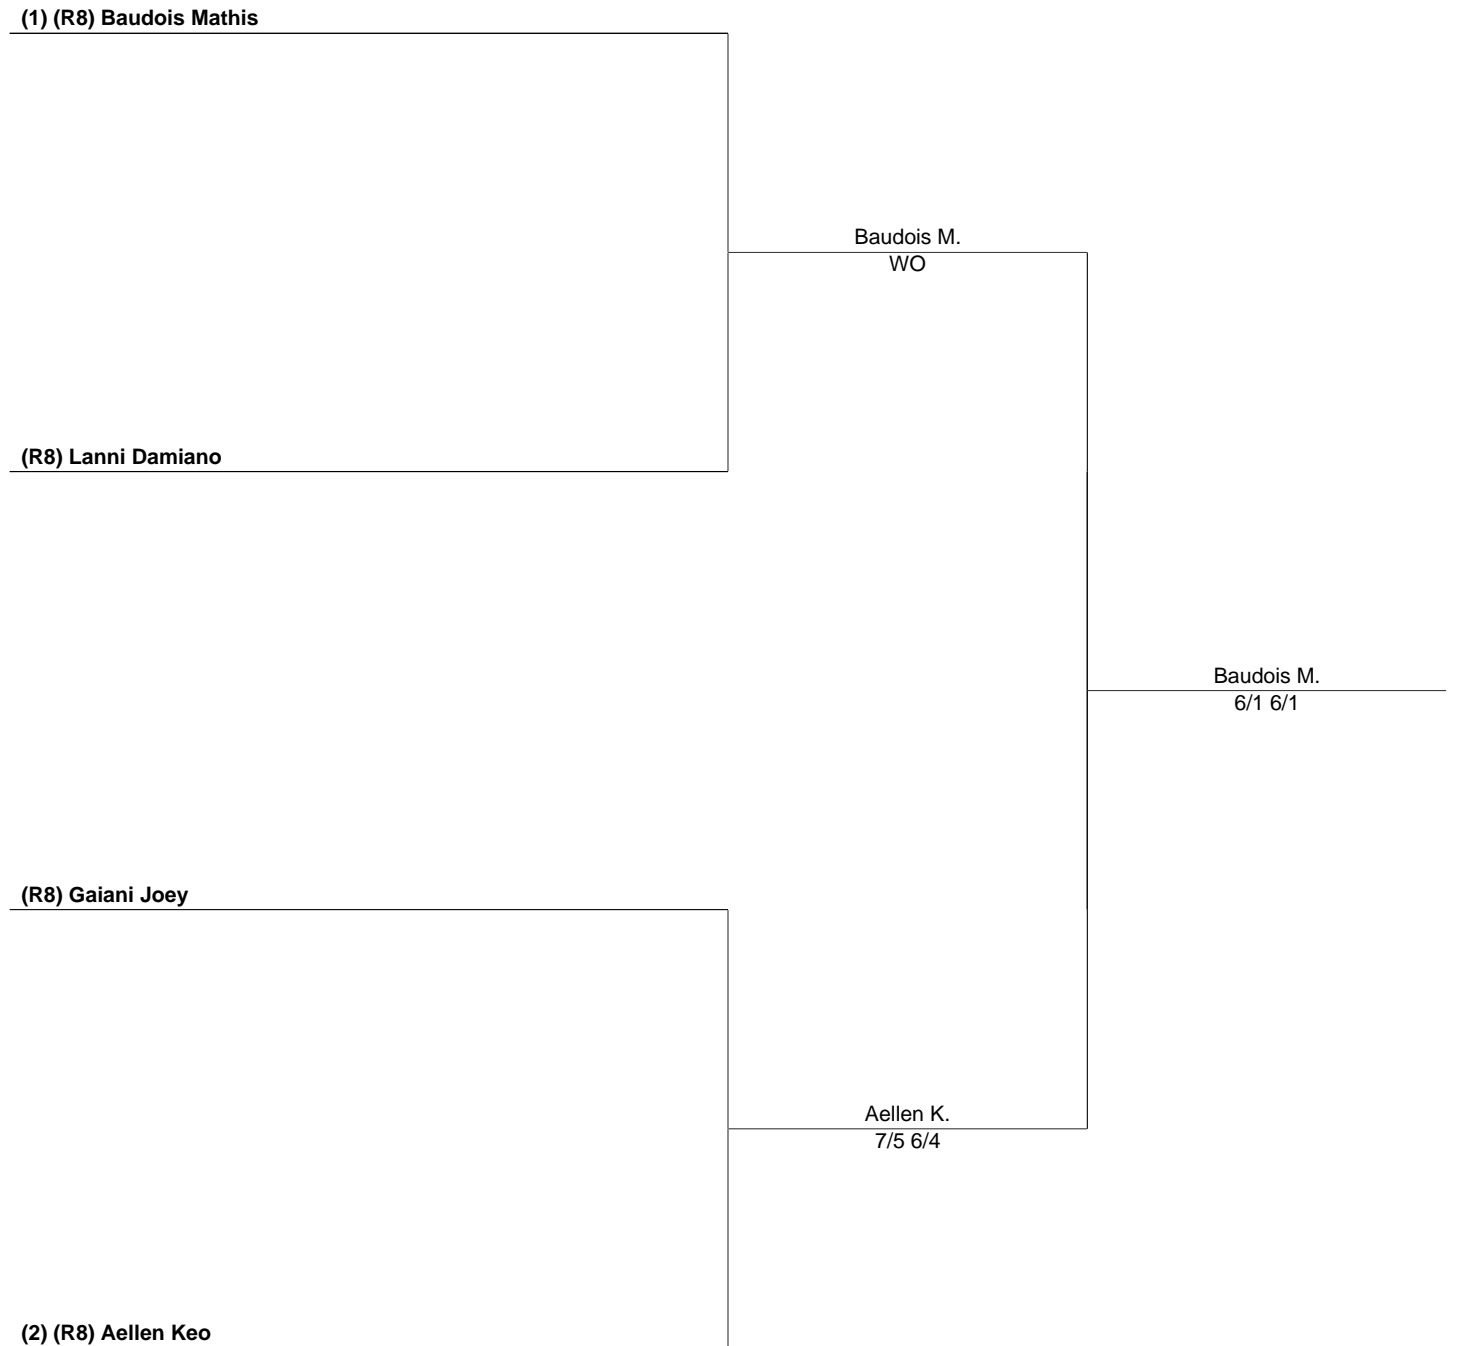 (1) (R8) Baudois Mathis
Baudois M.
WO
(R8) Lanni Damiano
Baudois M.
6/1 6/1
(R8) Gaiani Joey
Aellen K.
7/5 6/4
(2) (R8) Aellen Keo